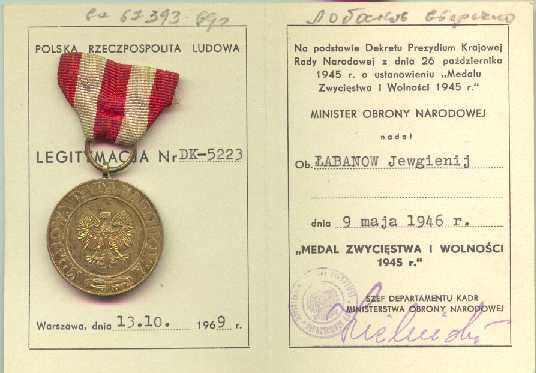 POLSKA RZECZPOSPOLITA LUDOWA
LEGITYMACJA Nr DK-5223
Warszawa, dnia 13.10. 1969 r.
Na podstawie Dekretu Prezydium Krajowej
Rady Narodowej z dnia 26 października
1945 r. o ustanowieniu „Medalu
Zwycięstwa i Wolności 1945 r."
MINISTER OBRONY NARODOWEJ
nadał
Ob. ŁABANOW Jewgienij
dnia 9 maja 1946 r.
„MEDAL ZWYCIĘSTWA I WOLNOŚCI
1945 r."
SZEF DEPARTAMENTU KADR
MINISTERSTWA OBRONY NARODOWEJ